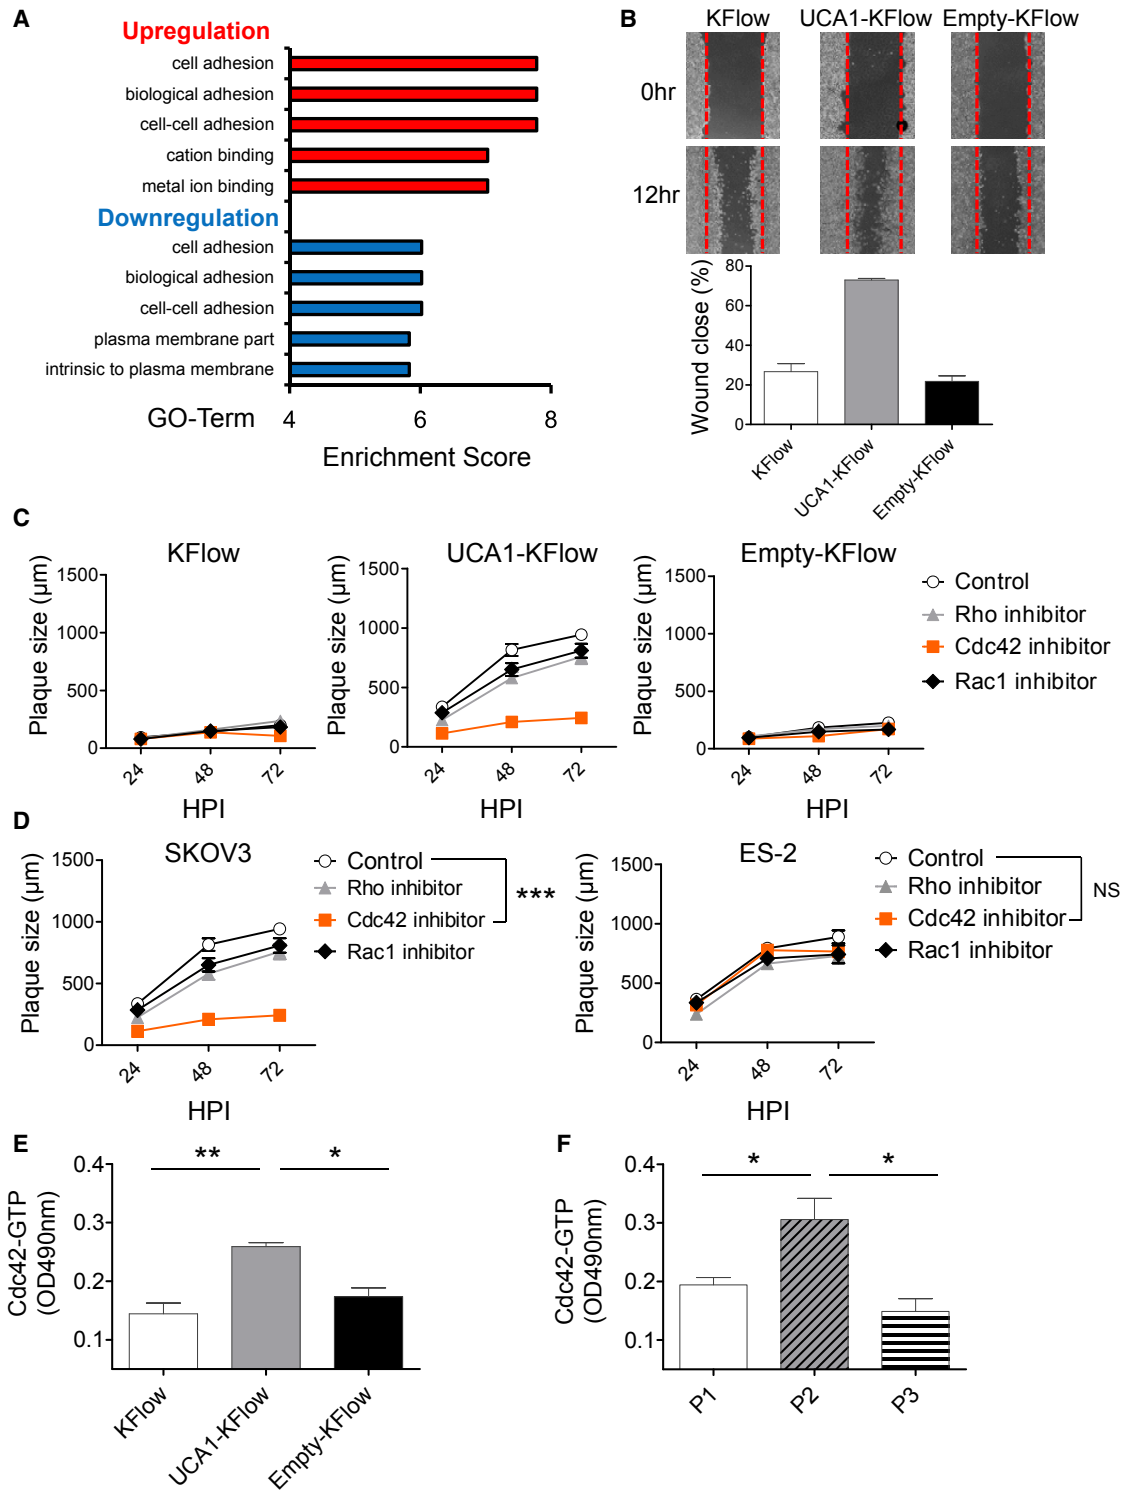 A
Upregulation
cell adhesion
biological adhesion
cell-cell adhesion
cation binding
metal ion binding
Downregulation
cell adhesion
biological adhesion
cell-cell adhesion
plasma membrane part
intrinsic to plasma membrane
GO-Term
4 6 8
Enrichment Score
B
KFlow UCA1-KFlow Empty-KFlow
0hr
12hr
Wound close (%)
80
60
40
20
0
KFlow
UCA1-KFlow
Empty-KFlow
C
KFlow
Plaque size (µm)
1500
1000
500
0
24 48 72
HPI
UCA1-KFlow
Plaque size (µm)
1500
1000
500
0
24 48 72
HPI
Empty-KFlow
Plaque size (µm)
1500
1000
500
0
24 48 72
HPI
Control
Rho inhibitor
Cdc42 inhibitor
Rac1 inhibitor
D
SKOV3
Plaque size (µm)
1500
1000
500
0
24 48 72
HPI
Control
Rho inhibitor
Cdc42 inhibitor
Rac1 inhibitor
***
ES-2
Plaque size (µm)
1500
1000
500
0
24 48 72
HPI
Control
Rho inhibitor
Cdc42 inhibitor
Rac1 inhibitor
NS
E
Cdc42-GTP
(OD490nm)
0.4
0.3
0.2
0.1
** *
KFlow
UCA1-KFlow
Empty-KFlow
F
Cdc42-GTP
(OD490nm)
0.4
0.3
0.2
0.1
* *
P1
P2
P3